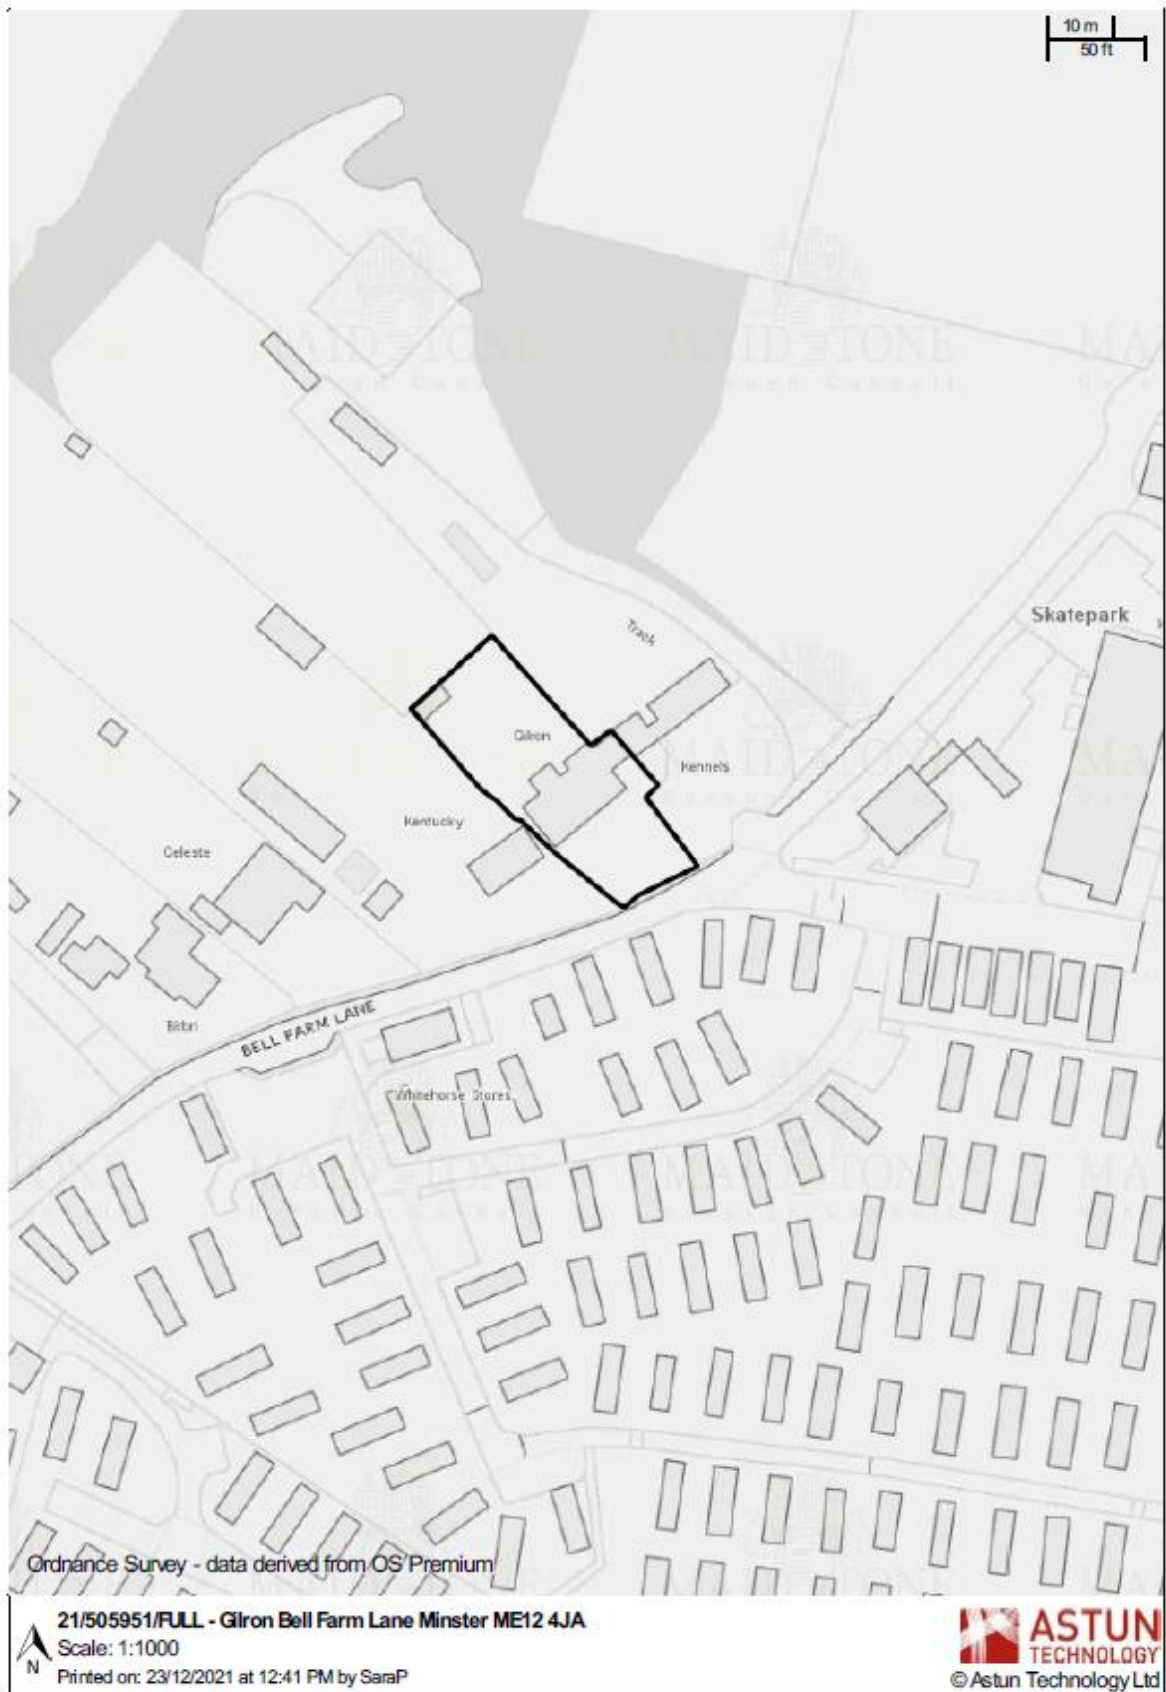 10 m
50 ft
Skatepark
Track
Gilron
Kennels
Kentucky
Celeste
BELL FARM LANE
Whitehorse Stores
Ordnance Survey - data derived from OS Premium
21/505951/FULL - Gilron Bell Farm Lane Minster ME12 4JA
Scale: 1:1000
N
Printed on: 23/12/2021 at 12:41 PM by SaraP
ASTUN
TECHNOLOGY
© Astun Technology Ltd